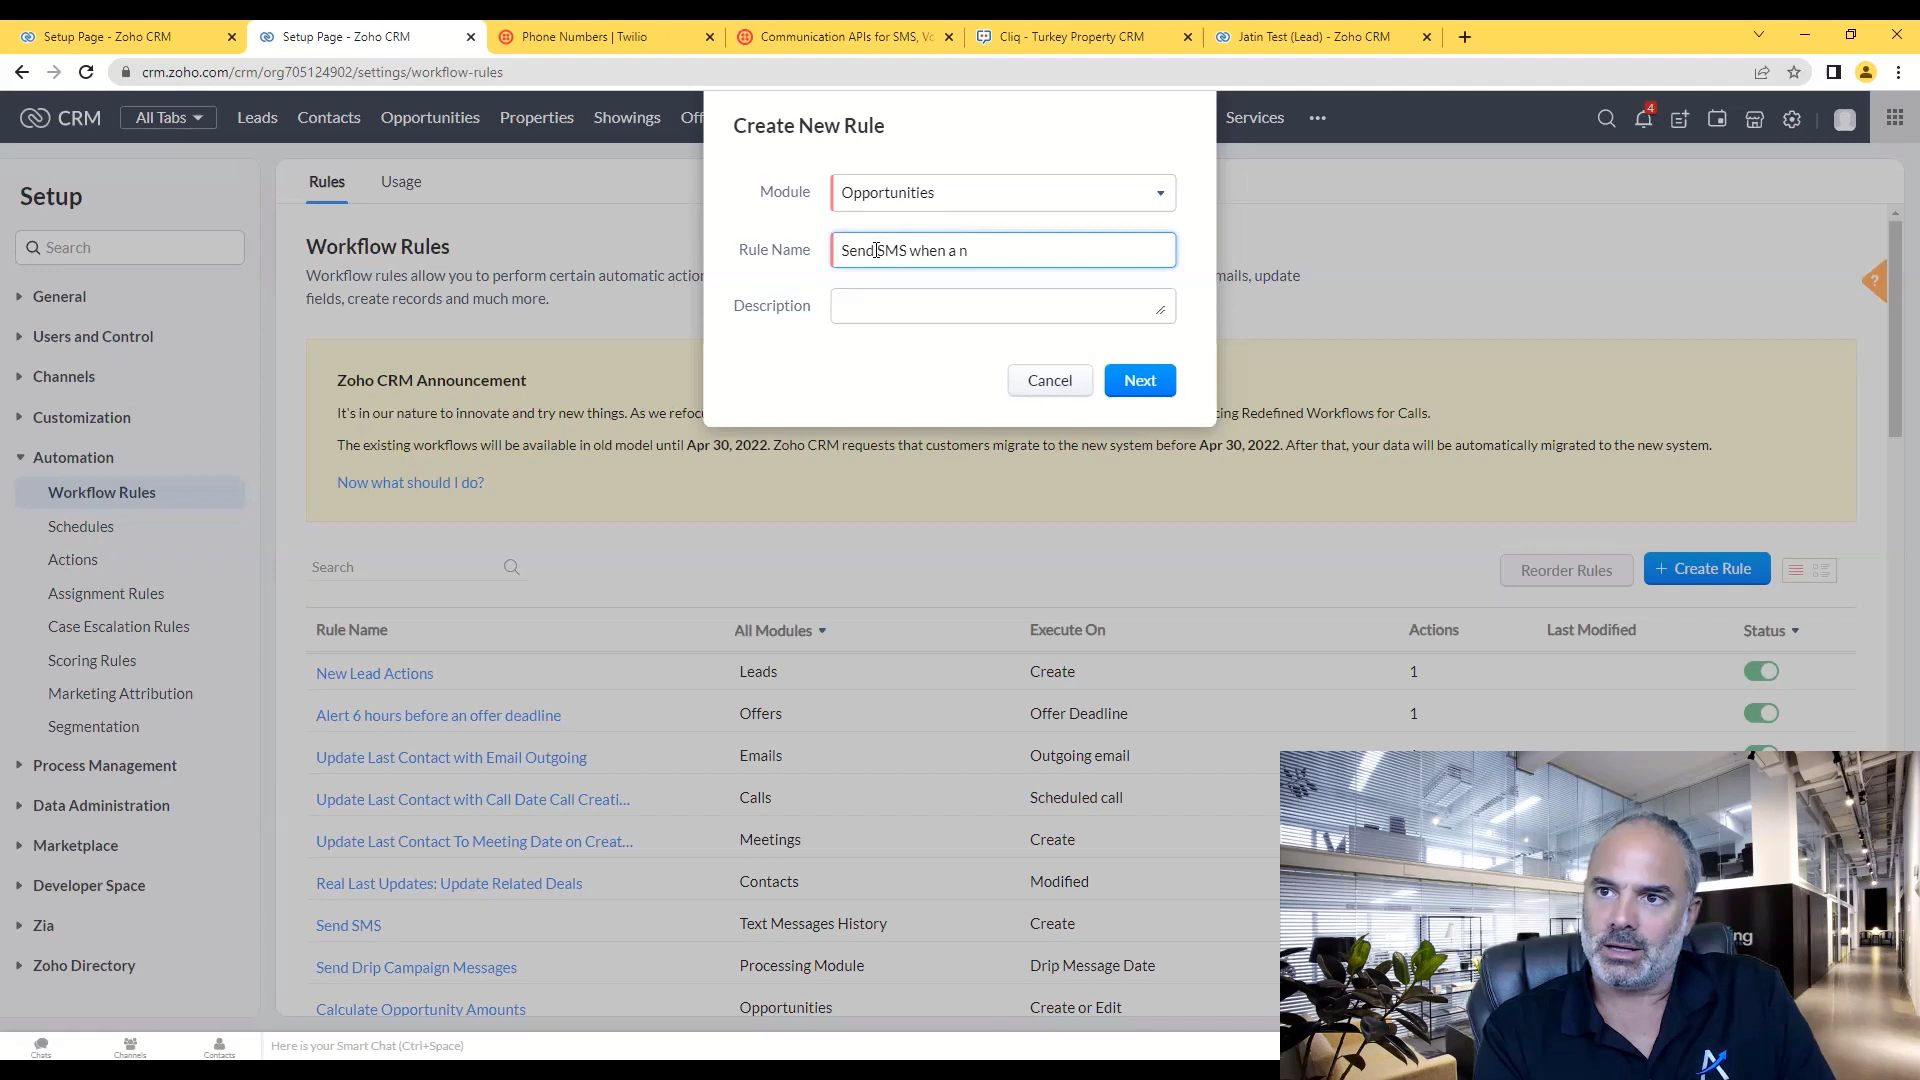 Setup Page - Zoho CRM
Setup Page - Zoho CRM
Phone Numbers | Twilio
Communication APIs for SMS, Vo
Cliq - Turkey Property CRM
Jatin Test (Lead) - Zoho CRM
crm.zoho.com/crm/org705124902/settings/workflow-rules
CRM
All Tabs
Leads
Contacts
Opportunities
Properties
Showings
Off
Services
4
Create New Rule
Module
Opportunities
Rule Name
Send SMS when a n
Description
Cancel
Next
Setup
Search
General
Users and Control
Channels
Customization
Automation
Workflow Rules
Schedules
Actions
Assignment Rules
Case Escalation Rules
Scoring Rules
Marketing Attribution
Segmentation
Process Management
Data Administration
Marketplace
Developer Space
Zia
Zoho Directory
Rules
Usage
Workflow Rules
Workflow rules allow you to perform certain automatic actio mails, update
fields, create records and much more.
?
Zoho CRM Announcement
It's in our nature to innovate and try new things. As we refocu cing Redefined Workflows for Calls.
The existing workflows will be available in old model until Apr 30, 2022. Zoho CRM requests that customers migrate to the new system before Apr 30, 2022. After that, your data will be automatically migrated to the new system.
Now what should I do?
Search
Reorder Rules
+ Create Rule
Rule Name All Modules Execute On Actions Last Modified Status
New Lead Actions Leads Create 1
Alert 6 hours before an offer deadline Offers Offer Deadline 1
Update Last Contact with Email Outgoing Emails Outgoing email
Update Last Contact with Call Date Call Creati... Calls Scheduled call
Update Last Contact To Meeting Date on Creat... Meetings Create
Real Last Updates: Update Related Deals Contacts Modified
Send SMS Text Messages History Create
Send Drip Campaign Messages Processing Module Drip Message Date
Calculate Opportunity Amounts Opportunities Create or Edit
Chats
Channels
Contacts
Here is your Smart Chat (Ctrl+Space)